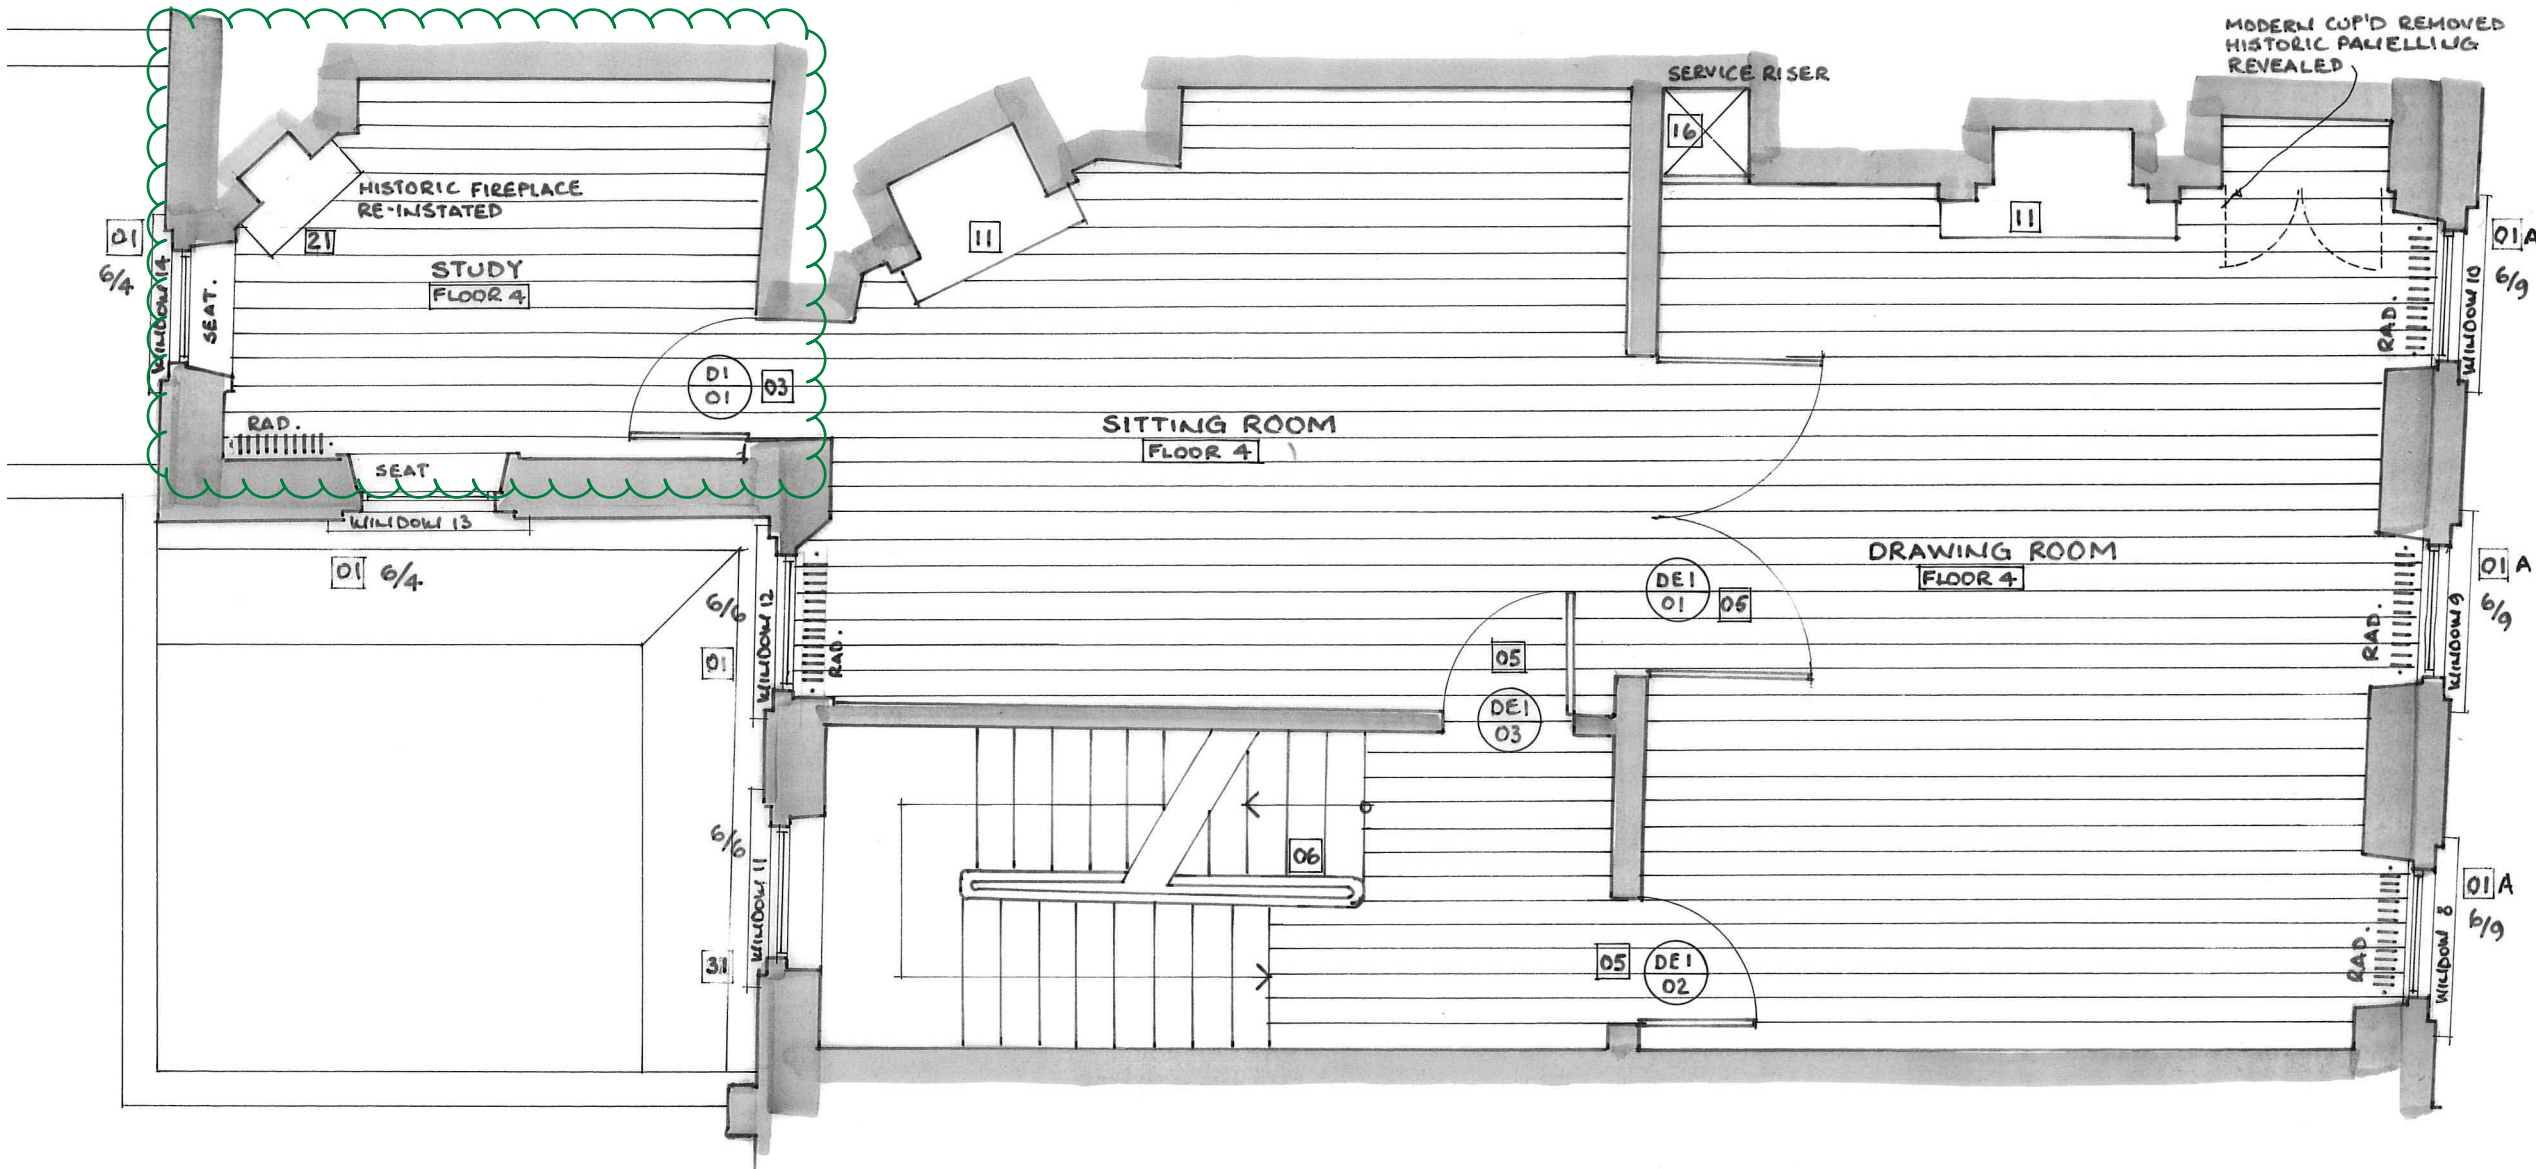 MODERN CUP'D REMOVED
HISTORIC PANELLING
REVEALED
SERVICE RISER
16
HISTORIC FIREPLACE
RE-INSTATED
21
11
11
01
6/4
WINDOW 14
SEAT.
STUDY
FLOOR 4
01 A
6/9
WINDOW 10
RAD.
D1
01
03
RAD.
SEAT
WINDOW 13
01 6/4
SITTING ROOM
FLOOR 4
DRAWING ROOM
FLOOR 4
01 A
6/9
WINDOW 9
RAD.
DE1
01
05
6/6
WINDOW 12
01
RAD.
05
DE1
03
6/6
WINDOW 11
06
01 A
6/9
WINDOW 8
RAD.
05
DE1
02